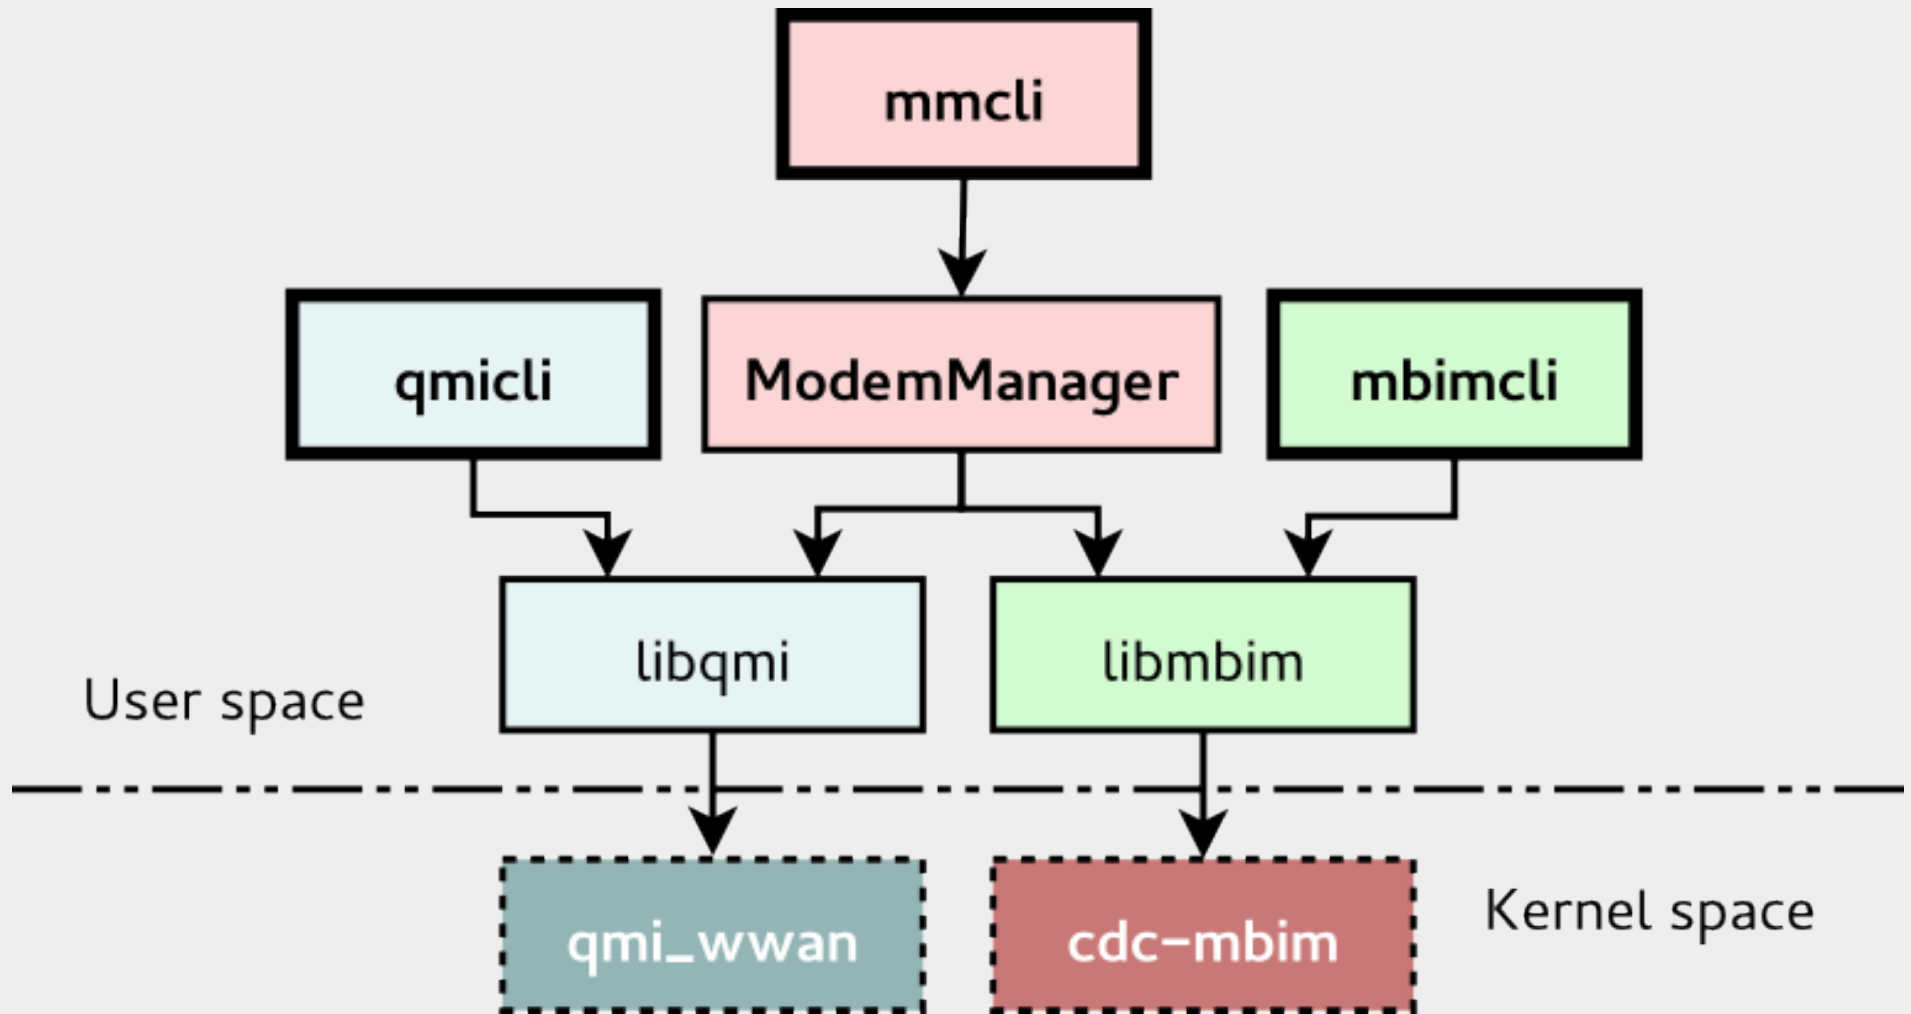 mmcli
qmicli
ModemManager
mbimcli
libqmi
libmbim
User space
qmi_wwan
cdc-mbim
Kernel space